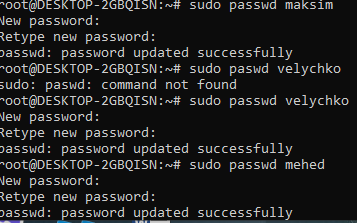 root@DESKTOP-2GBQISN:~# sudo passwd maksim
New password:
Retype new password:
passwd: password updated successfully
root@DESKTOP-2GBQISN:~# sudo paswd velychko
sudo: paswd: command not found
root@DESKTOP-2GBQISN:~# sudo passwd velychko
New password:
Retype new password:
passwd: password updated successfully
root@DESKTOP-2GBQISN:~# sudo passwd mehed
New password:
Retype new password:
passwd: password updated successfully